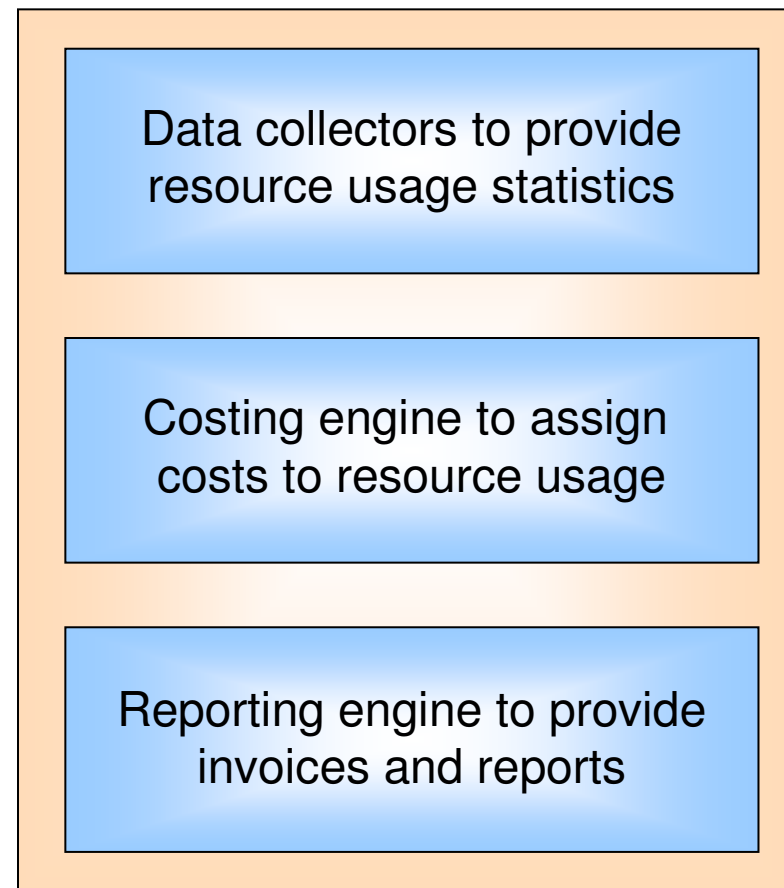 Data collectors to provide
resource usage statistics
Costing engine to assign
costs to resource usage
Reporting engine to provide
invoices and reports